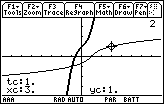 F1▾ F2▾ F3 F4 F5▾ F6▾ F7▾
Tools Zoom Trace ReGraph Math Draw Pen
2
tc:1.
xc:3. yc:1.
AAA RAD AUTO PAR BATT